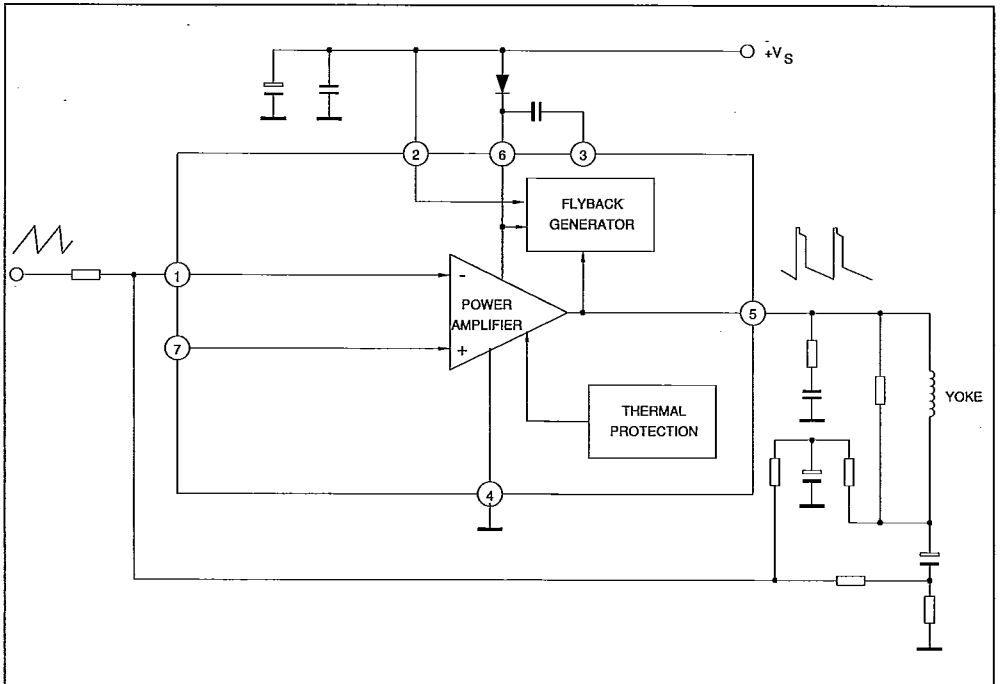 +VS
2
6
3
FLYBACK
GENERATOR
1
-
POWER
AMPLIFIER
5
7
+
YOKE
THERMAL
PROTECTION
4